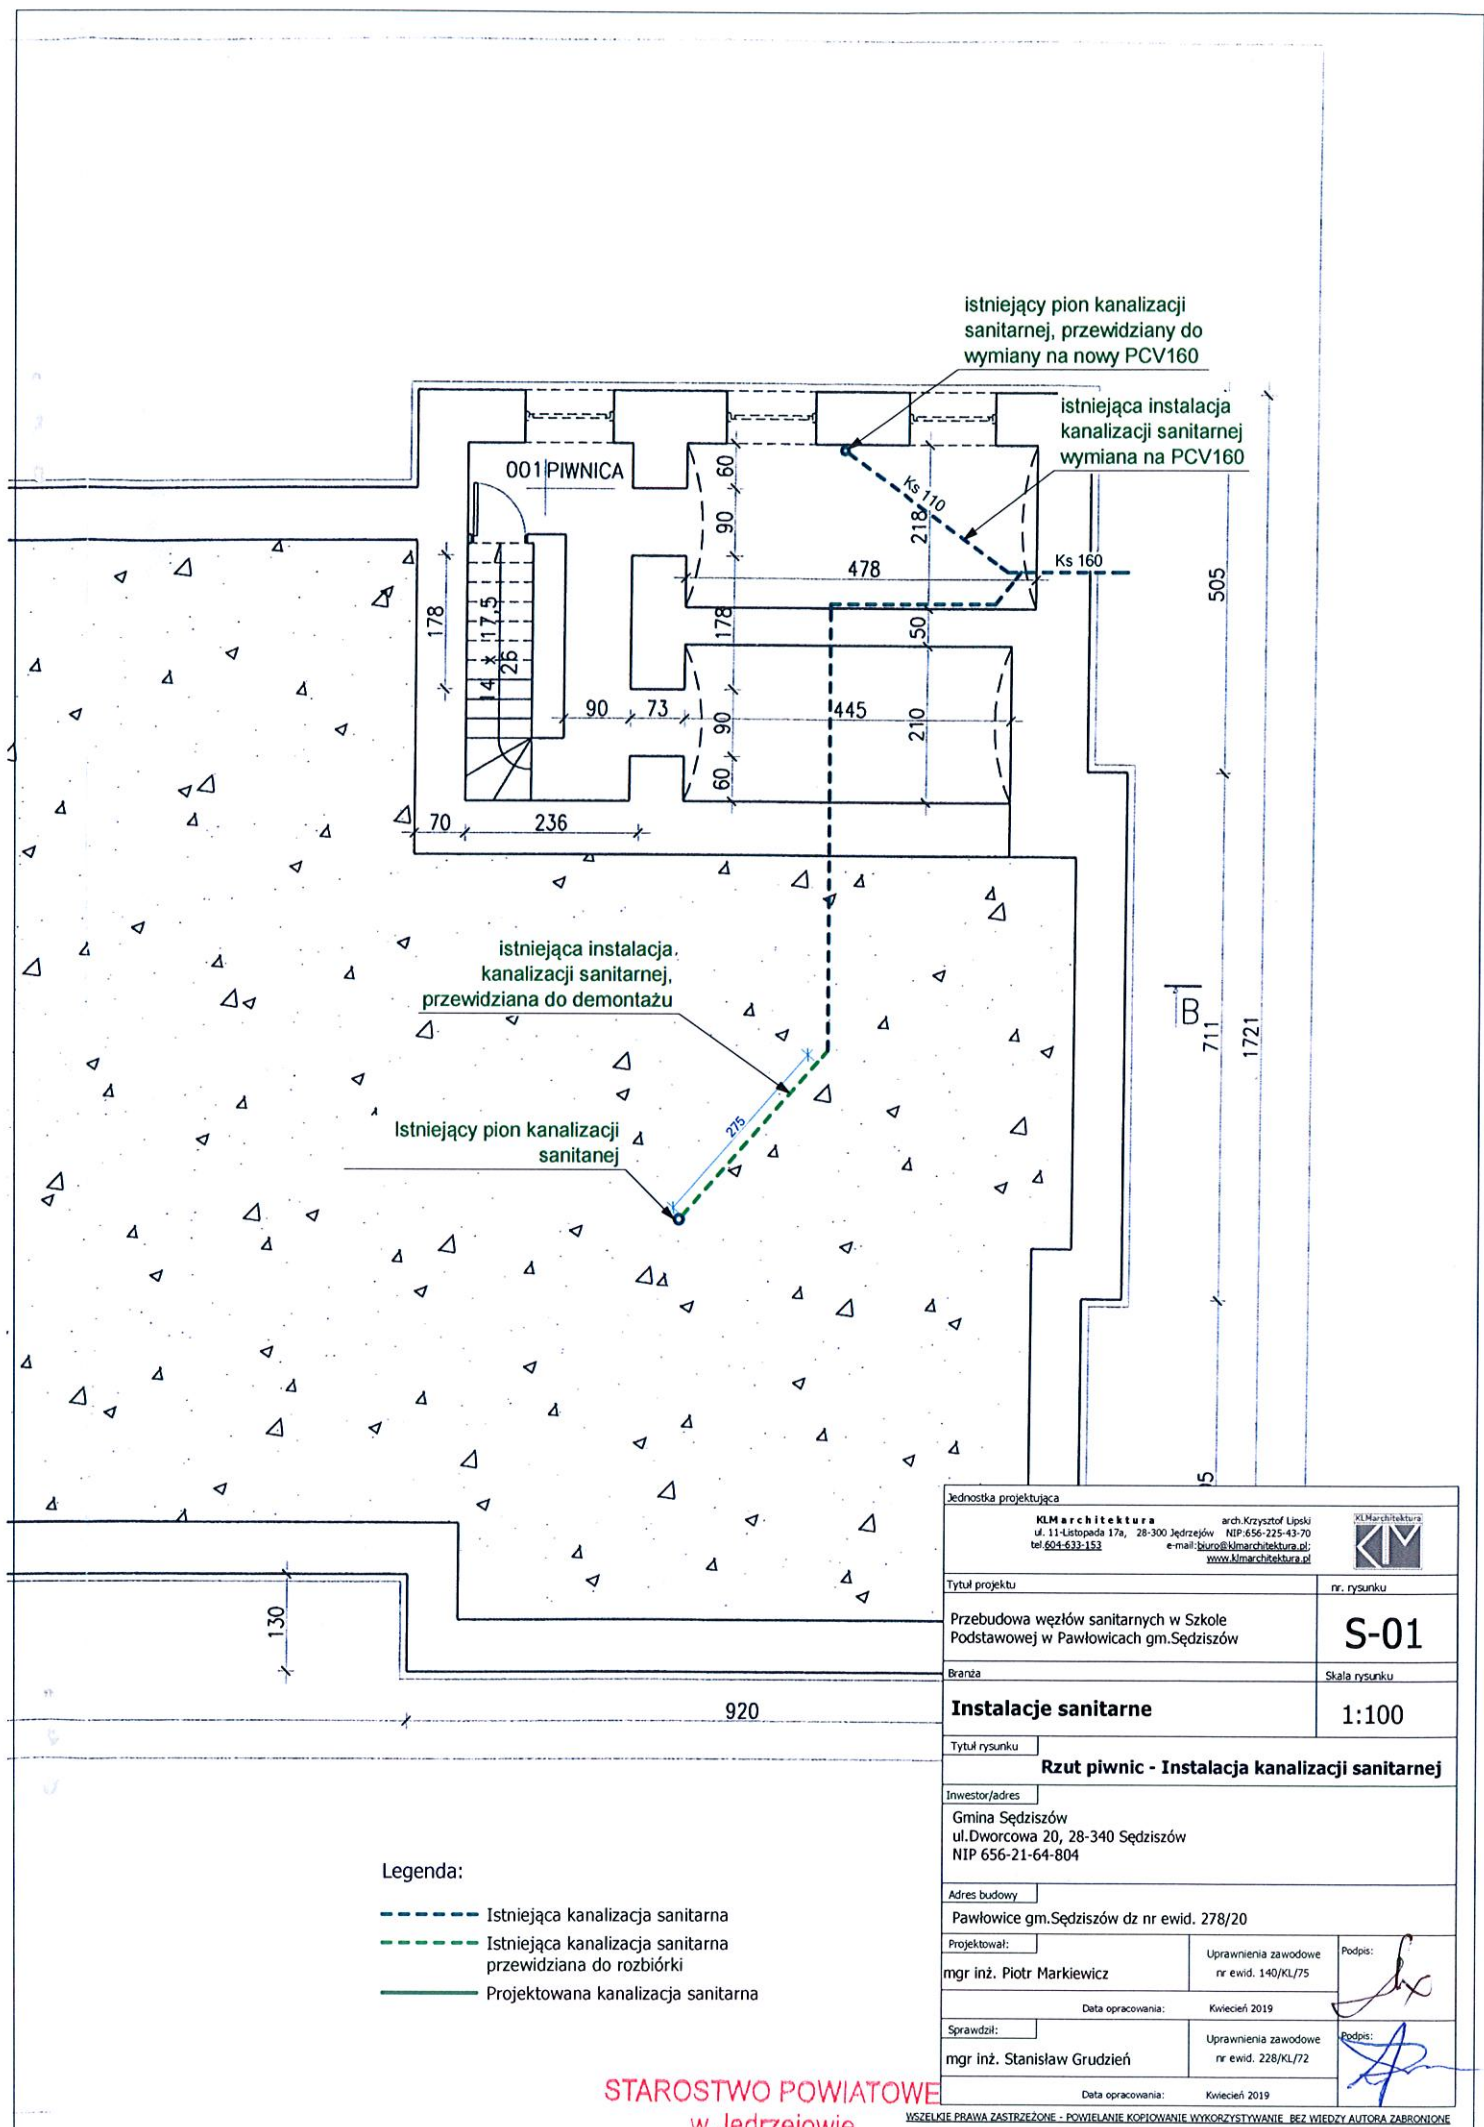 istniejący pion kanalizacji
sanitarnej, przewidziany do
wymiany na nowy PCV160
istniejąca instalacja
kanalizacji sanitarnej
wymiana na PCV160
001 PIWNICA
60
90
178
90
60
Ks 110
218
478
Ks 160
50
505
178
14 x 17,5
26
90
73
445
210
70
236
istniejąca instalacja
kanalizacji sanitarnej,
przewidziana do demontażu
B
711
1721
275
Istniejący pion kanalizacji
sanitanej
130
920
Legenda:
Istniejąca kanalizacja sanitarna
Istniejąca kanalizacja sanitarna
przewidziana do rozbiórki
Projektowana kanalizacja sanitarna
Jednostka projektująca
KLMarchitektura arch.Krzysztof Lipski
ul. 11-Listopada 17a, 28-300 Jędrzejów NIP:656-225-43-70
tel.604-633-153 e-mail:biuro@klmarchitektura.pl;
www.klmarchitektura.pl
KLMarchitektura
KLM
Tytuł projektu
nr. rysunku
Przebudowa węzłów sanitarnych w Szkole
Podstawowej w Pawłowicach gm.Sędziszów
S-01
Branża
Skala rysunku
Instalacje sanitarne
1:100
Tytuł rysunku
Rzut piwnic - Instalacja kanalizacji sanitarnej
Inwestor/adres
Gmina Sędziszów
ul.Dworcowa 20, 28-340 Sędziszów
NIP 656-21-64-804
Adres budowy
Pawłowice gm.Sędziszów dz nr ewid. 278/20
Projektował:
mgr inż. Piotr Markiewicz
Uprawnienia zawodowe
nr ewid. 140/KL/75
Podpis:
Data opracowania: Kwiecień 2019
Sprawdził:
mgr inż. Stanisław Grudzień
Uprawnienia zawodowe
nr ewid. 228/KL/72
Podpis:
Data opracowania: Kwiecień 2019
STAROSTWO POWIATOWE
w Jędrzejowie
WSZELKIE PRAWA ZASTRZEŻONE - POWIELANIE KOPIOWANIE WYKORZYSTYWANIE BEZ WIEDZY AUTORA ZABRONIONE